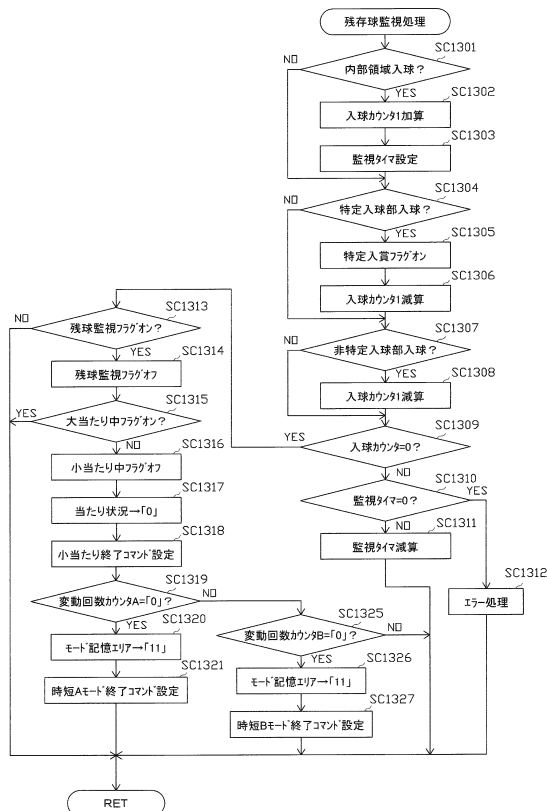 残存球監視処理
SC1301
内部領域入球？
NO
YES
SC1302
入球カウンタ1加算
SC1303
監視タイマ設定
SC1304
特定入球部入球？
NO
YES
SC1305
特定入賞フラグオン
SC1306
入球カウンタ1減算
SC1307
非特定入球部入球？
NO
YES
SC1308
入球カウンタ1減算
SC1309
入球カウンタ=0？
YES
NO
SC1310
監視タイマ=0？
YES
NO
SC1311
監視タイマ減算
SC1312
エラー処理
SC1313
残球監視フラグオン？
NO
YES
SC1314
残球監視フラグオフ
SC1315
大当たり中フラグオン？
YES
NO
SC1316
小当たり中フラグオフ
SC1317
当たり状況→「0」
SC1318
小当たり終了コマンド設定
SC1319
変動回数カウンタA=「0」？
NO
YES
SC1320
モード記憶エリア→「11」
SC1321
時短Aモード終了コマンド設定
SC1325
変動回数カウンタB=「0」？
NO
YES
SC1326
モード記憶エリア→「11」
SC1327
時短Bモード終了コマンド設定
RET